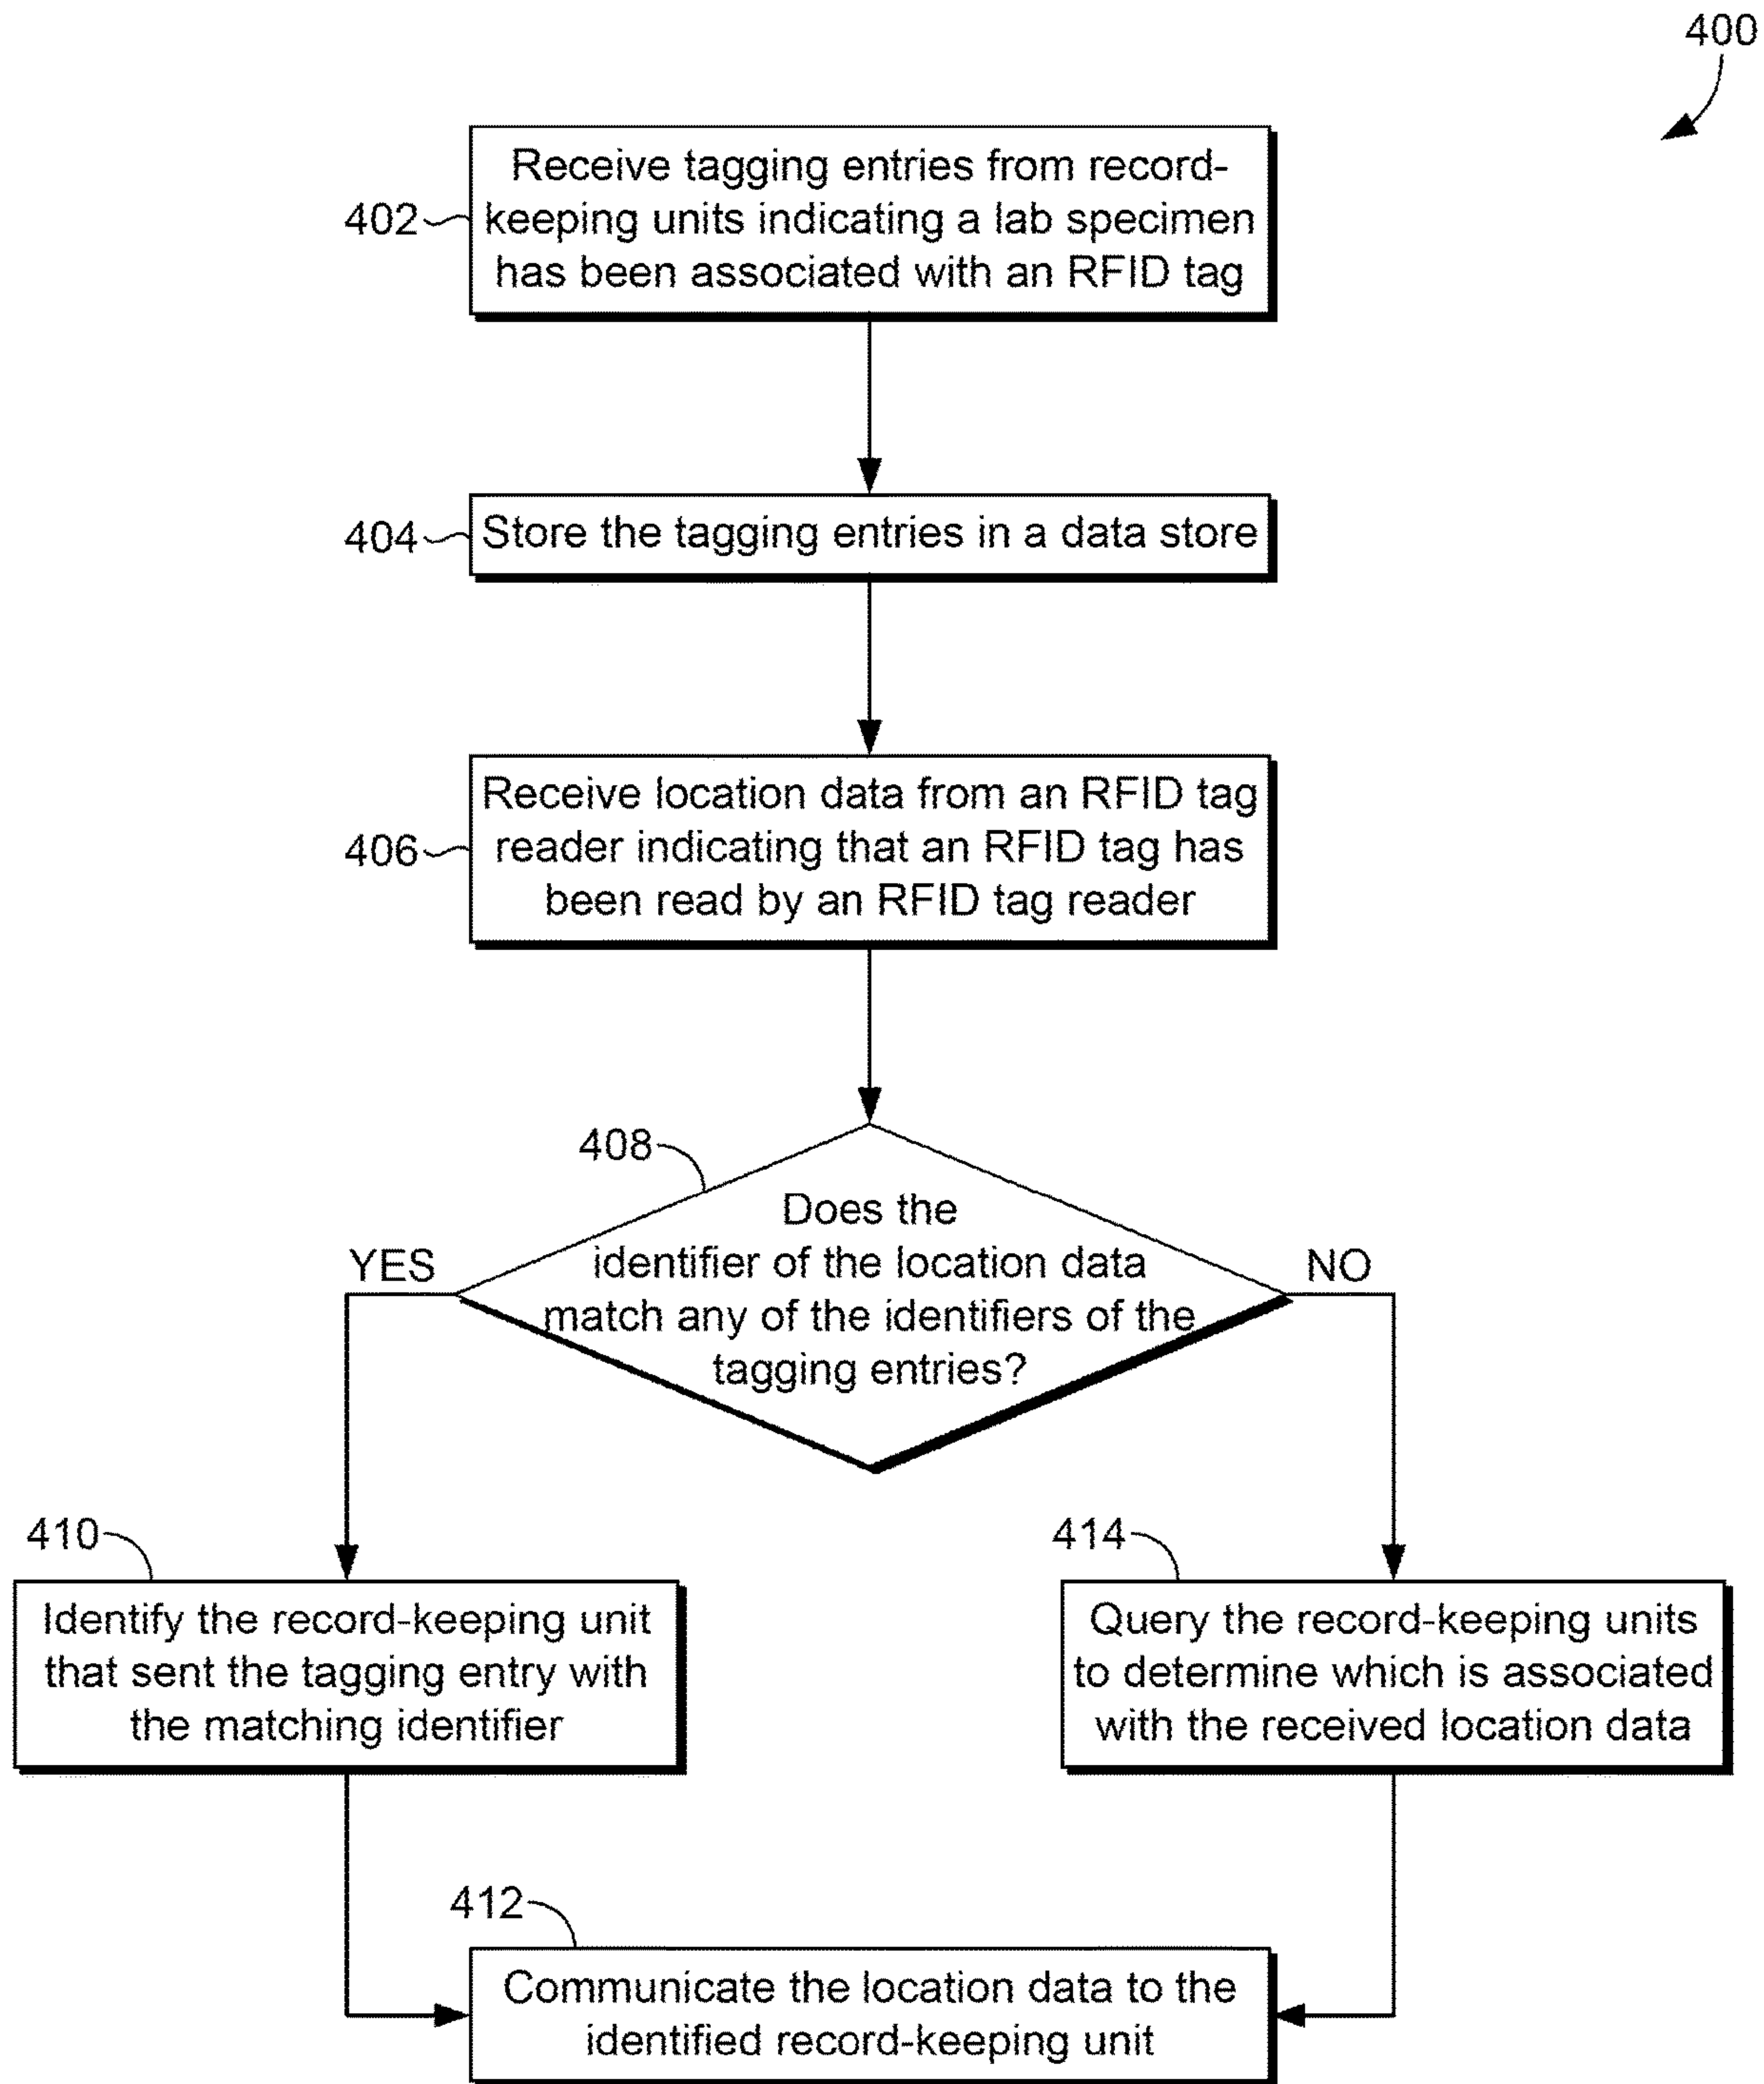 400
Receive tagging entries from record-
402
keeping units indicating a lab specimen
has been associated with an RFID tag
404
Store the tagging entries in a data store
Receive location data from an RFID tag
406
reader indicating that an RFID tag has
been read by an RFID tag reader
408
Does the
identifier of the location data
YES
NO
match any of the identifiers of the
tagging entries?
410
Identify the record-keeping unit
that sent the tagging entry with
the matching identifier
414
Query the record-keeping units
to determine which is associated
with the received location data
412
Communicate the location data to the
identified record-keeping unit